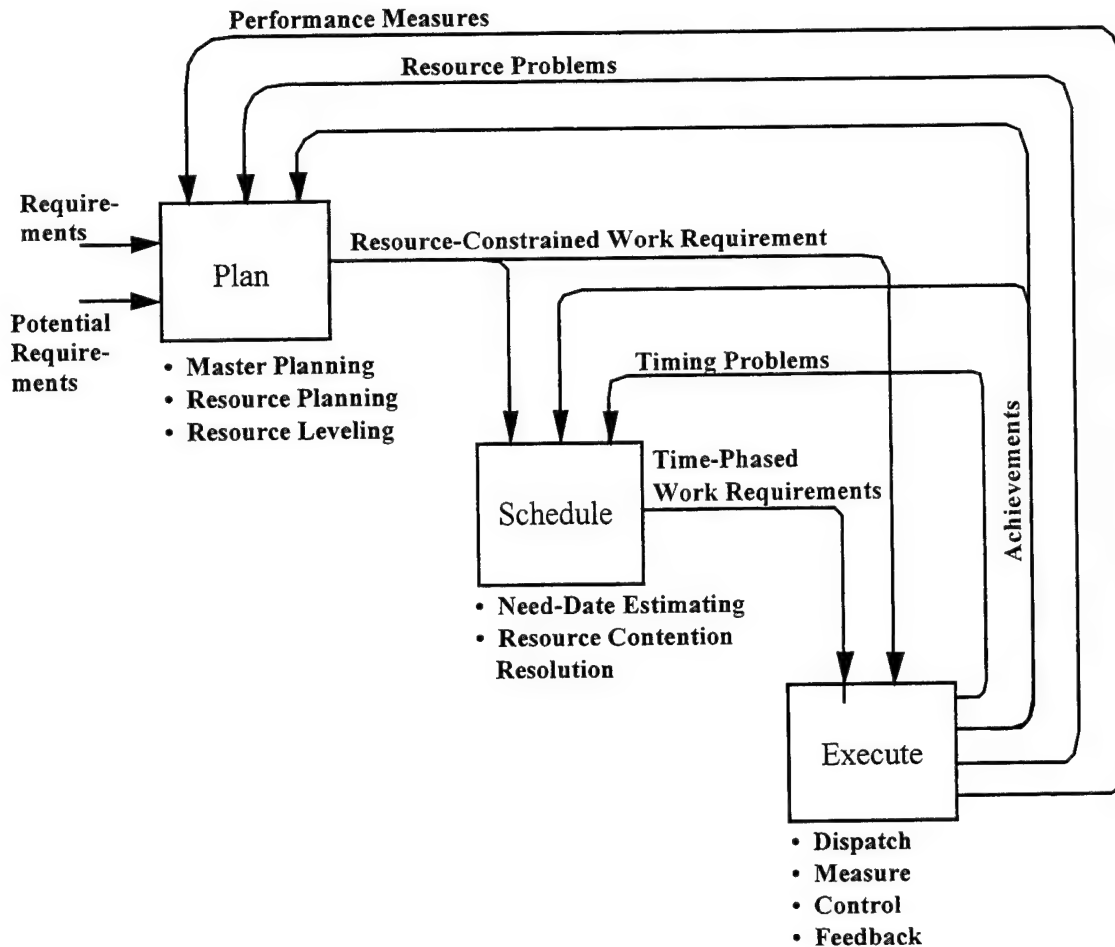 Performance Measures
Resource Problems
Require-
ments
Plan
Resource-Constrained Work Requirement
Potential
Require-
ments
• Master Planning
• Resource Planning
• Resource Leveling
Timing Problems
Achievements
Schedule
Time-Phased
Work Requirements
• Need-Date Estimating
• Resource Contention
Resolution
Execute
• Dispatch
• Measure
• Control
• Feedback